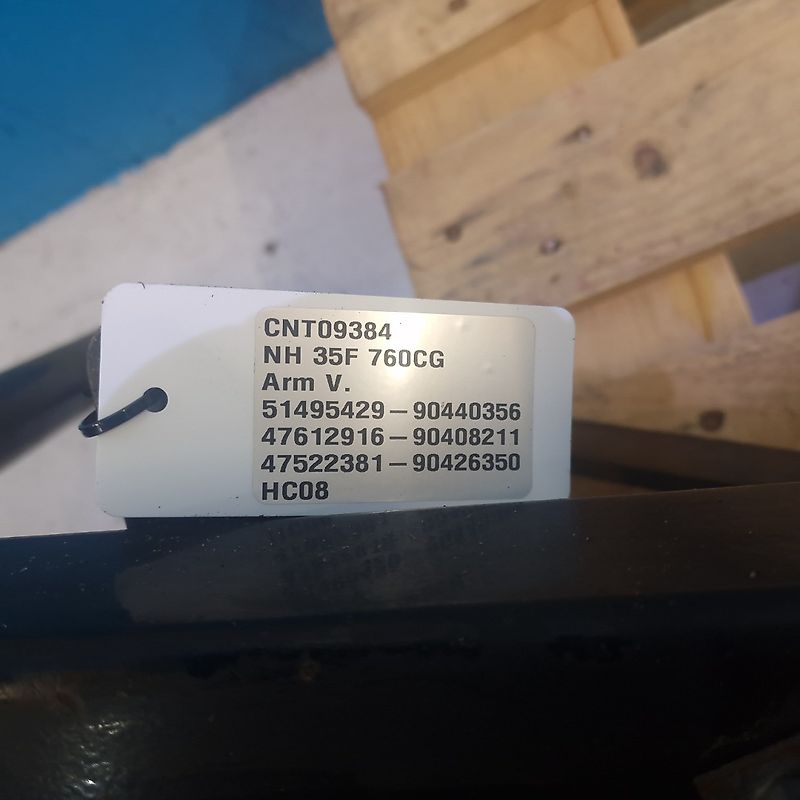 CNT09384
NH 35F 760CG
Arm V.
51495429-90440356
47612916-90408211
47522381-90426350
HC08